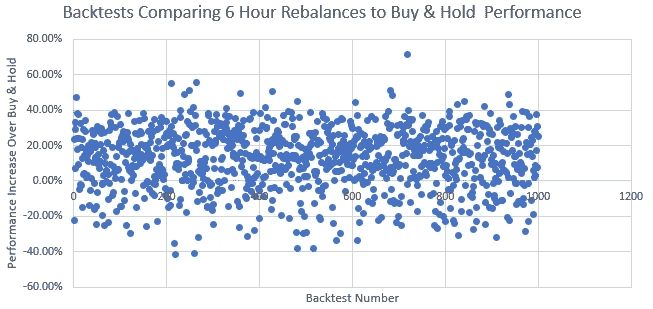 Backtests Comparing 6 Hour Rebalances to Buy & Hold  Performance
Performance Increase Over Buy & Hold
80.00%
60.00%
40.00%
20.00%
0.00%
-20.00%
-40.00%
-60.00%
0 200 400 600 800 1000 1200
Backtest Number